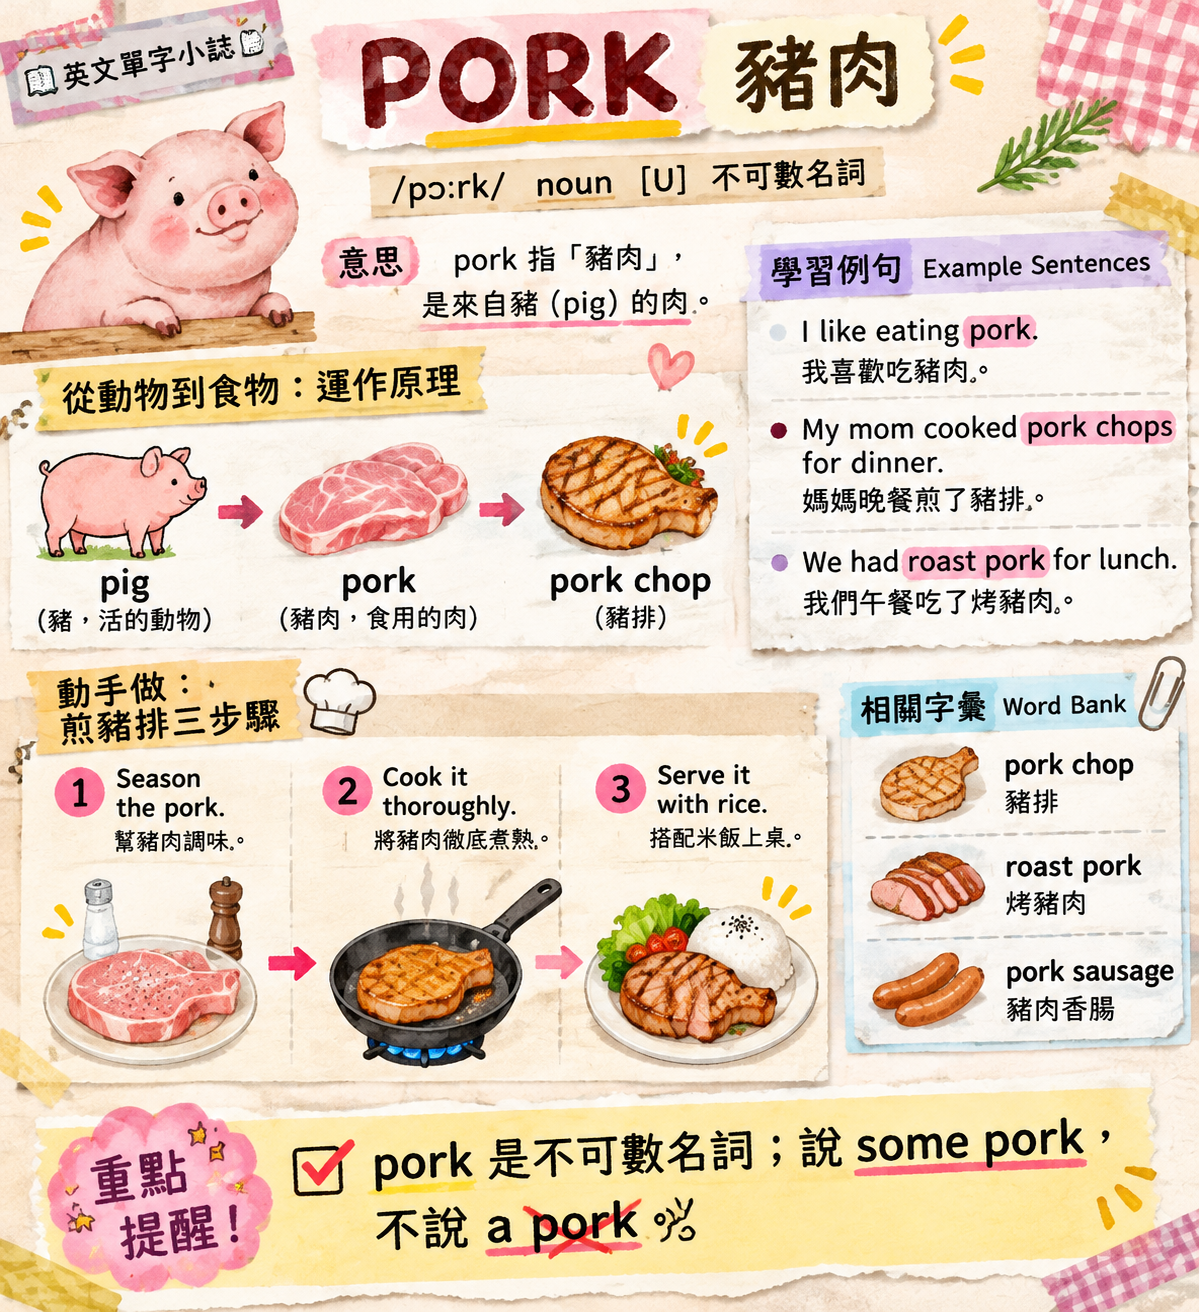 英文單字小誌
PORK 豬肉
/pɔːrk/ noun [U] 不可數名詞
意思 pork 指「豬肉」，
是來自豬 (pig) 的肉。
從動物到食物：運作原理
pig
(豬，活的動物)
pork
(豬肉，食用的肉)
pork chop
(豬排)
學習例句 Example Sentences
I like eating pork.
我喜歡吃豬肉。
My mom cooked pork chops
for dinner.
媽媽晚餐煎了豬排。
We had roast pork for lunch.
我們午餐吃了烤豬肉。
動手做：
煎豬排三步驟
1 Season
the pork.
幫豬肉調味。
2 Cook it
thoroughly.
將豬肉徹底煮熟。
3 Serve it
with rice.
搭配米飯上桌。
相關字彙 Word Bank
pork chop
豬排
roast pork
烤豬肉
pork sausage
豬肉香腸
重點
提醒！
pork 是不可數名詞；說 some pork，
不說 a pork